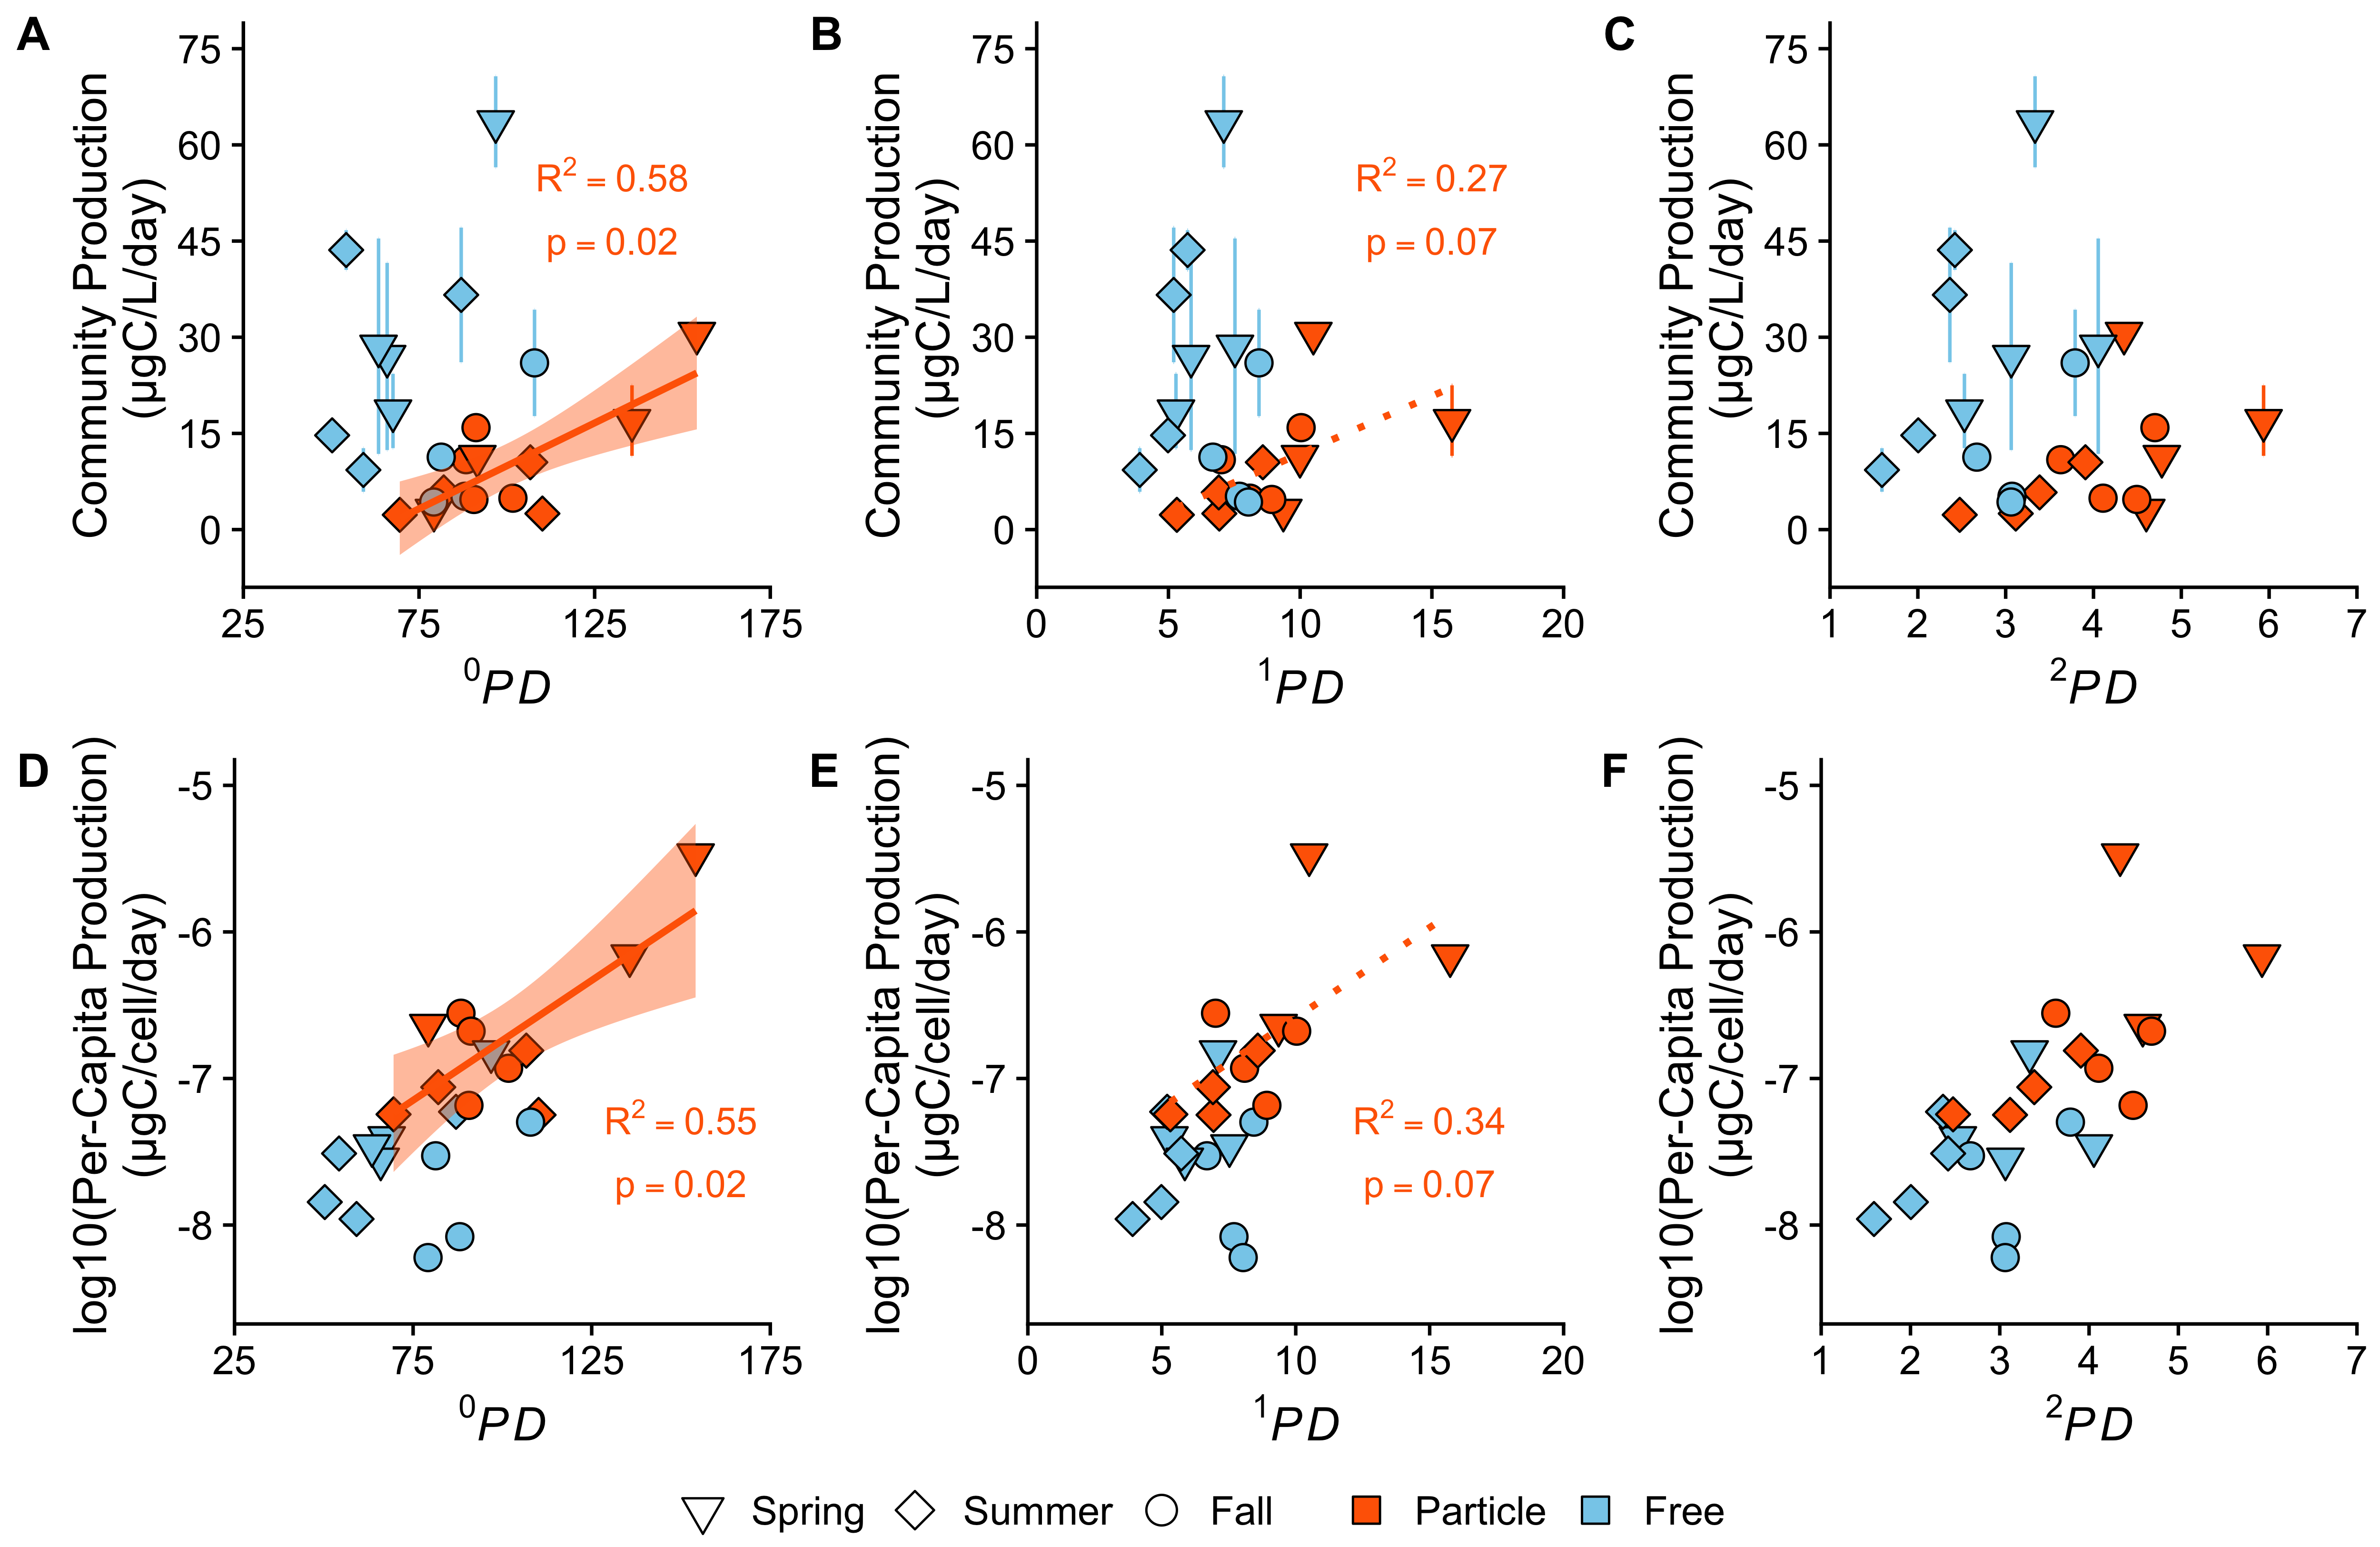 A
Community Production
(µgC/L/day)
75
60
45
30
15
0
R² = 0.58
p = 0.02
25 75 125 175
⁰PD
B
Community Production
(µgC/L/day)
75
60
45
30
15
0
R² = 0.27
p = 0.07
0 5 10 15 20
¹PD
C
Community Production
(µgC/L/day)
75
60
45
30
15
0
1 2 3 4 5 6 7
²PD
D
log10(Per-Capita Production)
(µgC/cell/day)
-5
-6
-7
-8
R² = 0.55
p = 0.02
25 75 125 175
⁰PD
E
log10(Per-Capita Production)
(µgC/cell/day)
-5
-6
-7
-8
R² = 0.34
p = 0.07
0 5 10 15 20
¹PD
F
log10(Per-Capita Production)
(µgC/cell/day)
-5
-6
-7
-8
1 2 3 4 5 6 7
²PD
Spring Summer Fall Particle Free